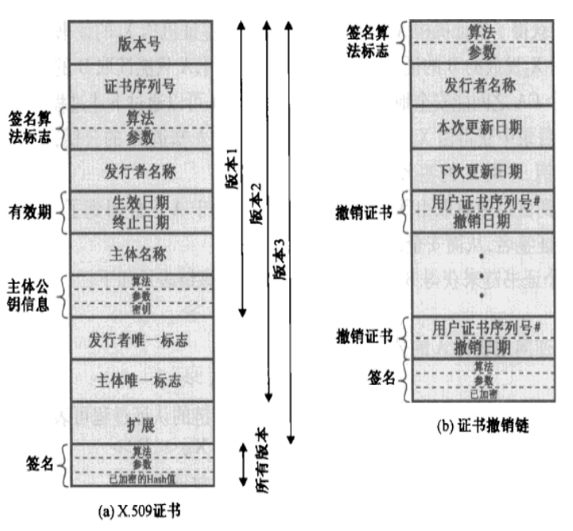 版本号
证书序列号
签名算
法标志
算法
参数
发行者名称
有效期
生效日期
终止日期
主体名称
主体公
钥信息
算法
参数
密钥
发行者唯一标志
主体唯一标志
扩展
签名
算法
参数
已加密的Hash值
版本1
版本2
版本3
所有版本
(a) X.509证书
签名算
法标志
算法
参数
发行者名称
本次更新日期
下次更新日期
撤销证书
用户证书序列号#
撤销日期
撤销证书
用户证书序列号#
撤销日期
签名
算法
参数
已加密
(b) 证书撤销链